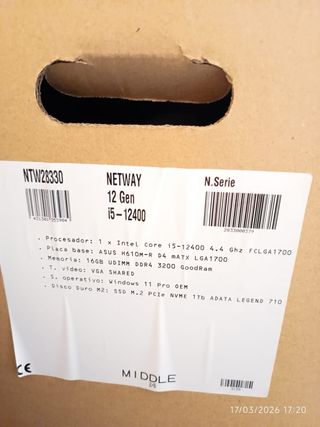 NTW28330
NETWAY
12 Gen
i5-12400
N.Serie
. Procesador: 1 x Intel Core i5-12400 4.4 Ghz FCLGA1700
. Placa base: ASUS H610M-R D4 mATX LGA1700
. Memoria: 16GB UDIMM DDR4 3200 GoodRam
. T. video: VGA SHARED
. S. operativo: Windows 11 Pro OEM
. Disco Duro M2: SSD M.2 PCIe NVME 1Tb ADATA LEGEND 710
CE
MIDDLE
17/03/2026 17:20